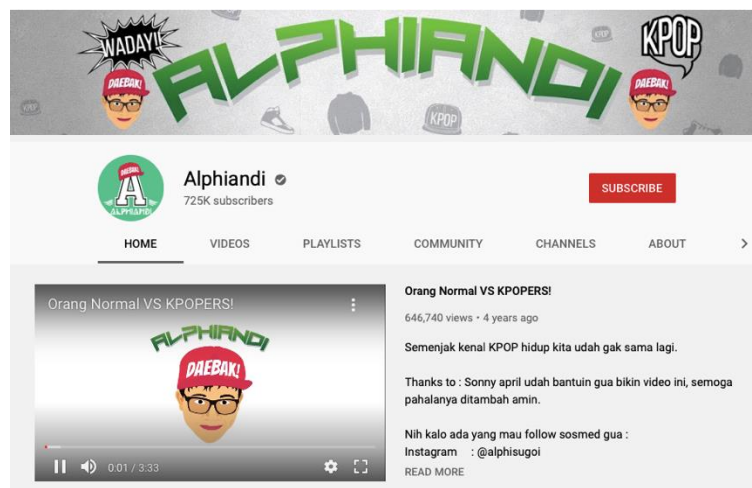 WADAY!!
KPOP
ALPHIANDI
DAEBAK!
DAEBAK!
KPOP
DAEBAK!
A
ALPHIANDI
Alphiandi
725K subscribers
SUBSCRIBE
HOME VIDEOS PLAYLISTS COMMUNITY CHANNELS ABOUT
Orang Normal VS KPOPERS!
ALPHIANDI
DAEBAK!
0:01 / 3:33
Orang Normal VS KPOPERS!
646,740 views • 4 years ago
Semenjak kenal KPOP hidup kita udah gak sama lagi.
Thanks to : Sonny april udah bantuin gua bikin video ini, semoga
pahalanya ditambah amin.
Nih kalo ada yang mau follow sosmed gua :
Instagram : @alphisugoi
READ MORE